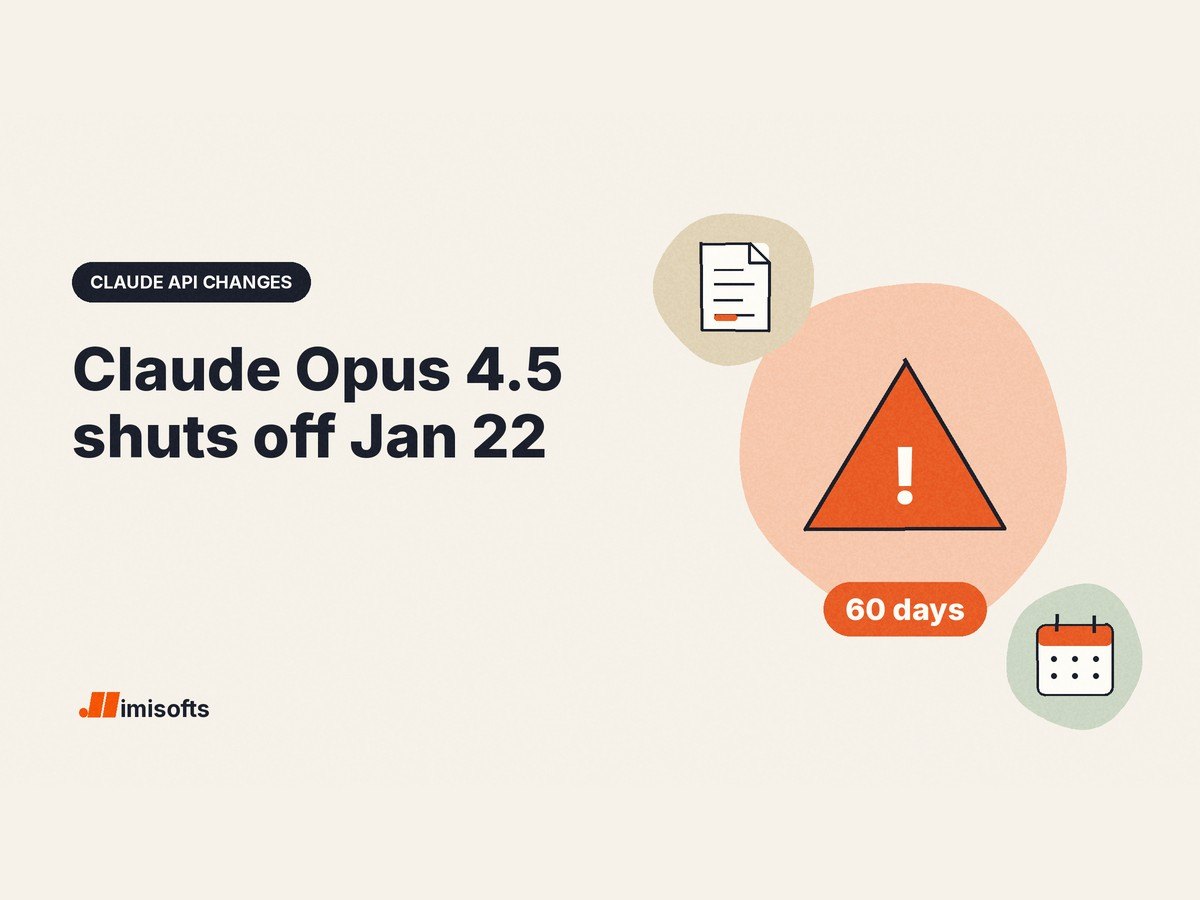 CLAUDE API CHANGES
Claude Opus 4.5
shuts off Jan 22
!
60 days
imisofts